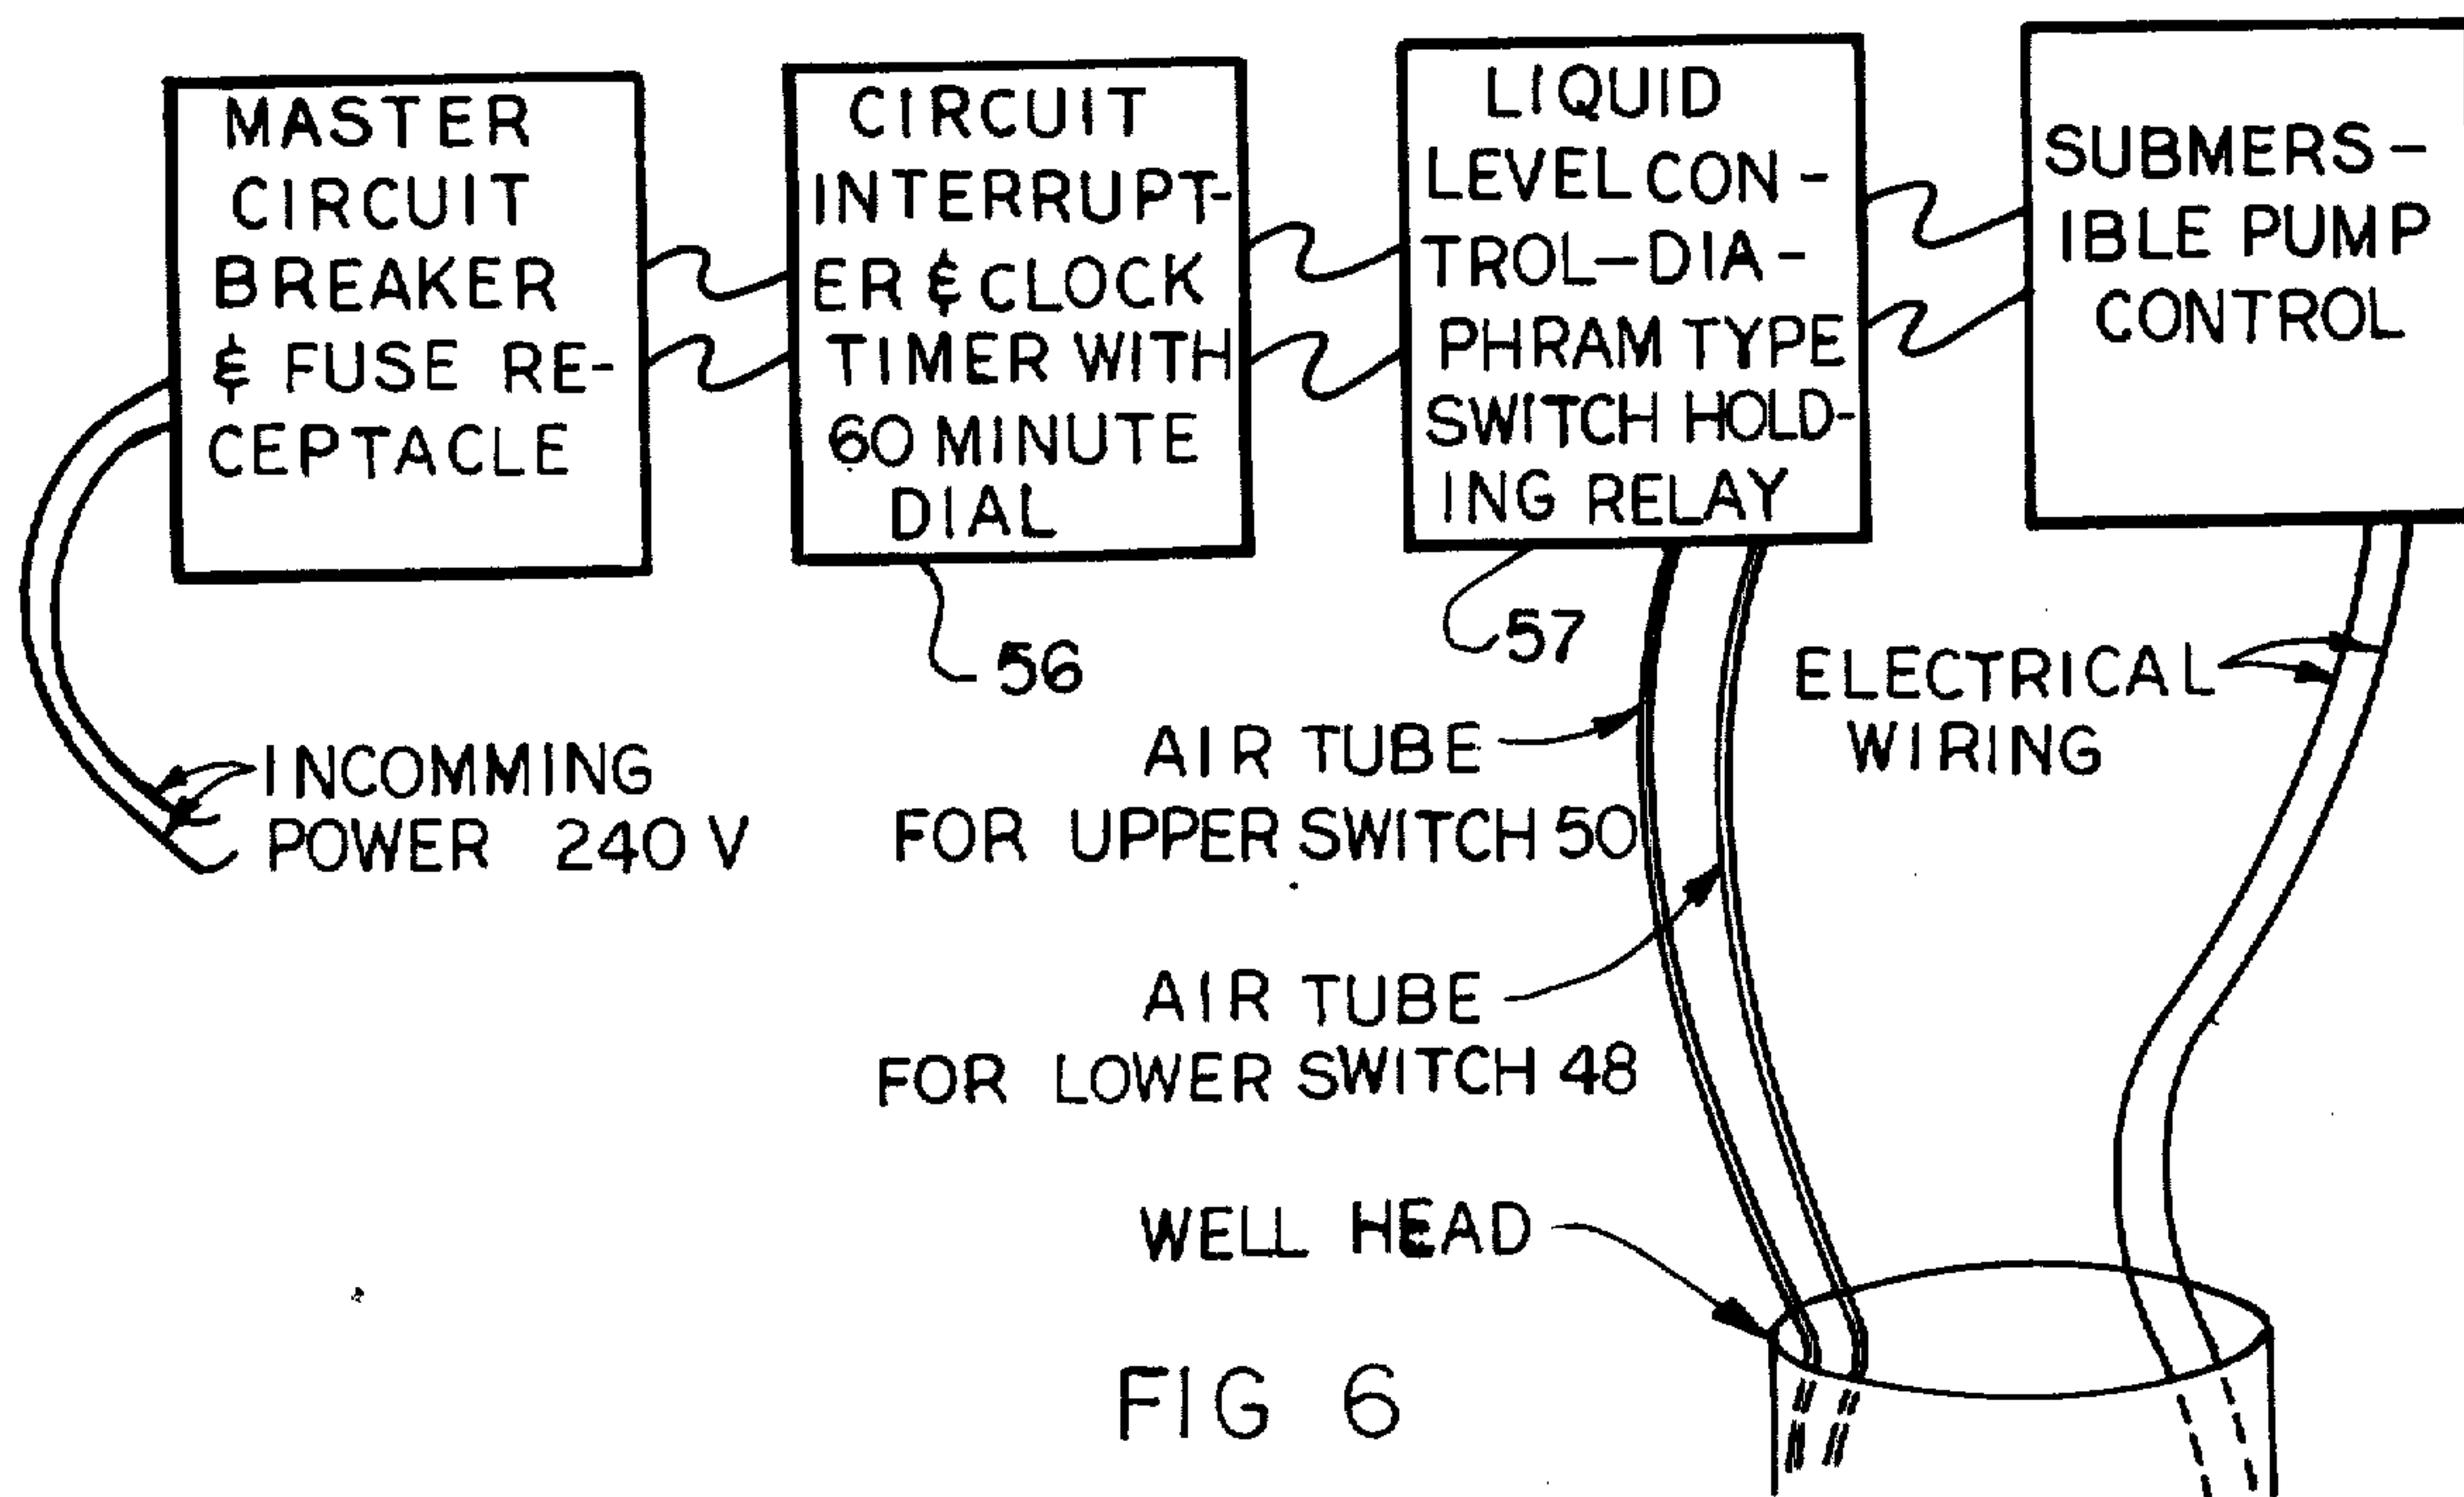 MASTER
CIRCUIT
BREAKER
& FUSE RE-
CEPTACLE
CIRCUIT
INTERRUPT-
ER & CLOCK
TIMER WITH
60 MINUTE
DIAL
LIQUID
LEVEL CON-
TROL-DIA-
PHRAM TYPE
SWITCH HOLD-
ING RELAY
SUBMERS-
IBLE PUMP
CONTROL
56
57
INCOMMING
POWER 240 V
AIR TUBE
FOR UPPER SWITCH 50
ELECTRICAL
WIRING
AIR TUBE
FOR LOWER SWITCH 48
WELL HEAD
FIG 6